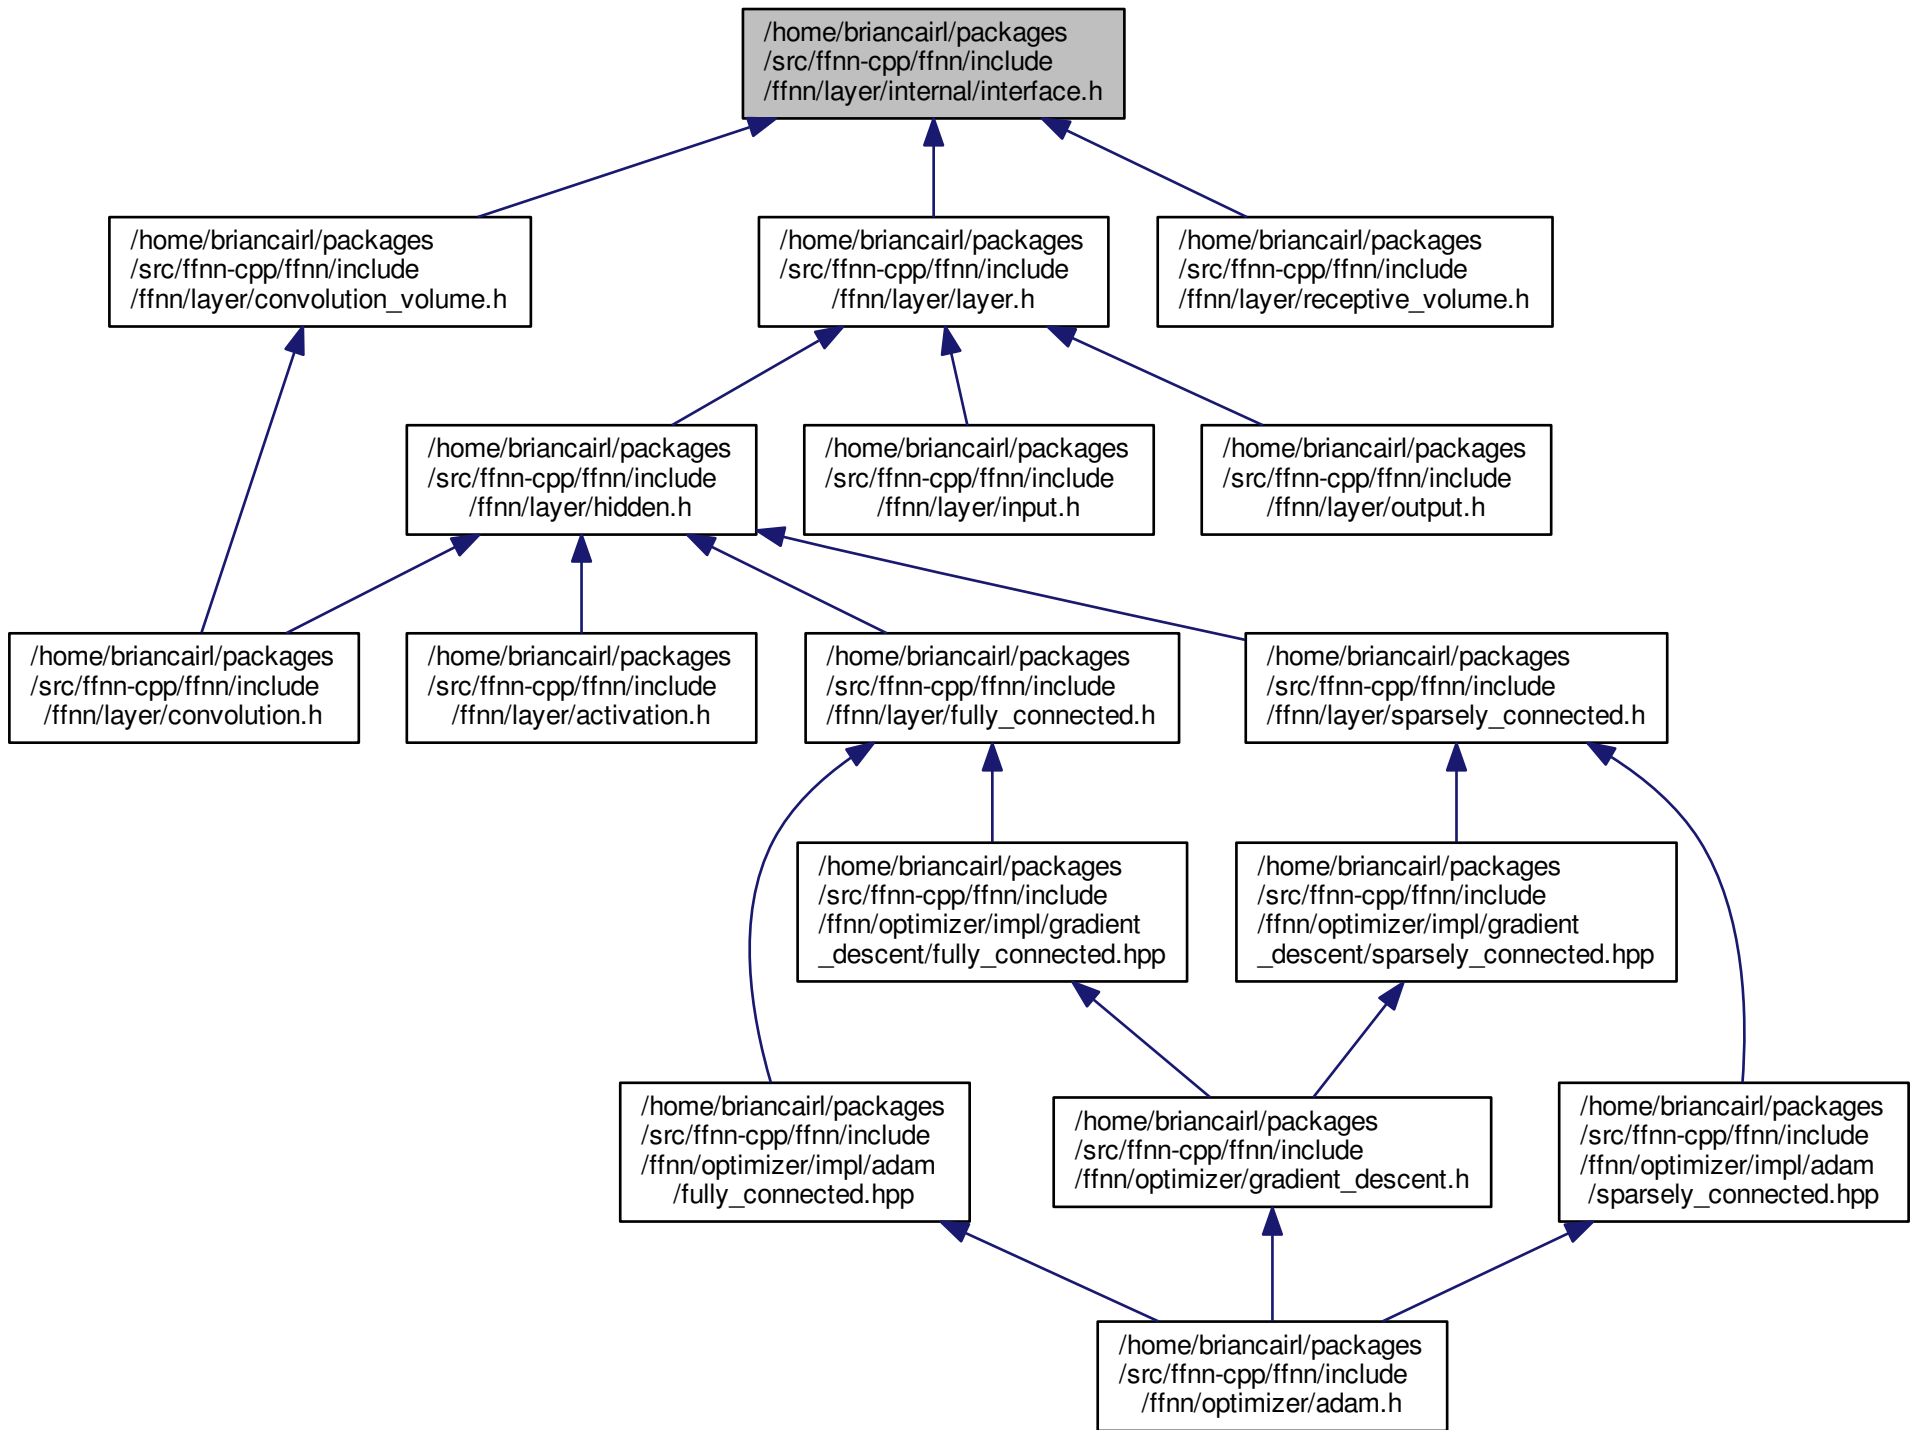 /home/briancairl/packages
/src/ffnn-cpp/ffnn/include
/ffnn/layer/internal/interface.h
/home/briancairl/packages
/src/ffnn-cpp/ffnn/include
/ffnn/layer/convolution_volume.h
/home/briancairl/packages
/src/ffnn-cpp/ffnn/include
/ffnn/layer/layer.h
/home/briancairl/packages
/src/ffnn-cpp/ffnn/include
/ffnn/layer/receptive_volume.h
/home/briancairl/packages
/src/ffnn-cpp/ffnn/include
/ffnn/layer/hidden.h
/home/briancairl/packages
/src/ffnn-cpp/ffnn/include
/ffnn/layer/input.h
/home/briancairl/packages
/src/ffnn-cpp/ffnn/include
/ffnn/layer/output.h
/home/briancairl/packages
/src/ffnn-cpp/ffnn/include
/ffnn/layer/convolution.h
/home/briancairl/packages
/src/ffnn-cpp/ffnn/include
/ffnn/layer/activation.h
/home/briancairl/packages
/src/ffnn-cpp/ffnn/include
/ffnn/layer/fully_connected.h
/home/briancairl/packages
/src/ffnn-cpp/ffnn/include
/ffnn/layer/sparsely_connected.h
/home/briancairl/packages
/src/ffnn-cpp/ffnn/include
/ffnn/optimizer/impl/gradient
_descent/fully_connected.hpp
/home/briancairl/packages
/src/ffnn-cpp/ffnn/include
/ffnn/optimizer/impl/gradient
_descent/sparsely_connected.hpp
/home/briancairl/packages
/src/ffnn-cpp/ffnn/include
/ffnn/optimizer/impl/adam
/fully_connected.hpp
/home/briancairl/packages
/src/ffnn-cpp/ffnn/include
/ffnn/optimizer/gradient_descent.h
/home/briancairl/packages
/src/ffnn-cpp/ffnn/include
/ffnn/optimizer/impl/adam
/sparsely_connected.hpp
/home/briancairl/packages
/src/ffnn-cpp/ffnn/include
/ffnn/optimizer/adam.h